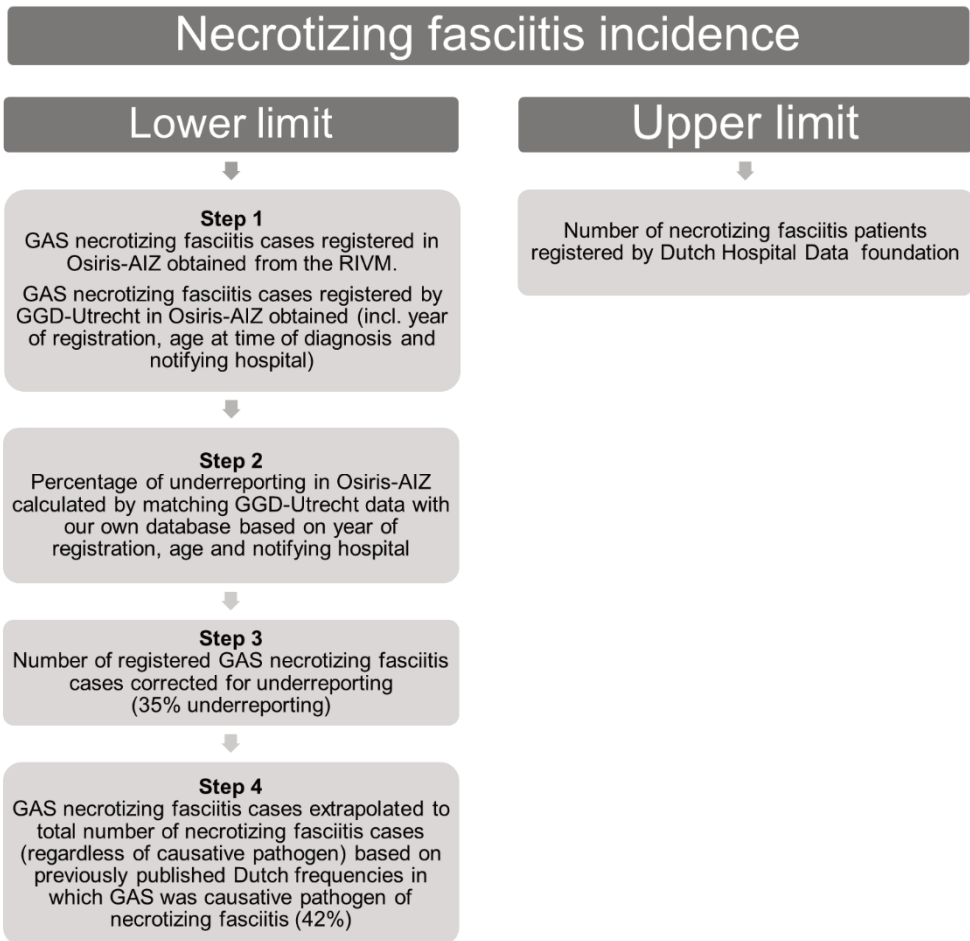 Necrotizing fasciitis incidence
Lower limit
Step 1
GAS necrotizing fasciitis cases registered in
Osiris-AIZ obtained from the RIVM.
GAS necrotizing fasciitis cases registered by
GGD-Utrecht in Osiris-AIZ obtained (incl. year
of registration, age at time of diagnosis and
notifying hospital)
Step 2
Percentage of underreporting in Osiris-AIZ
calculated by matching GGD-Utrecht data with
our own database based on year of
registration, age and notifying hospital
Step 3
Number of registered GAS necrotizing fasciitis
cases corrected for underreporting
(35% underreporting)
Step 4
GAS necrotizing fasciitis cases extrapolated to
total number of necrotizing fasciitis cases
(regardless of causative pathogen) based on
previously published Dutch frequencies in
which GAS was causative pathogen of
necrotizing fasciitis (42%)
Upper limit
Number of necrotizing fasciitis patients
registered by Dutch Hospital Data foundation